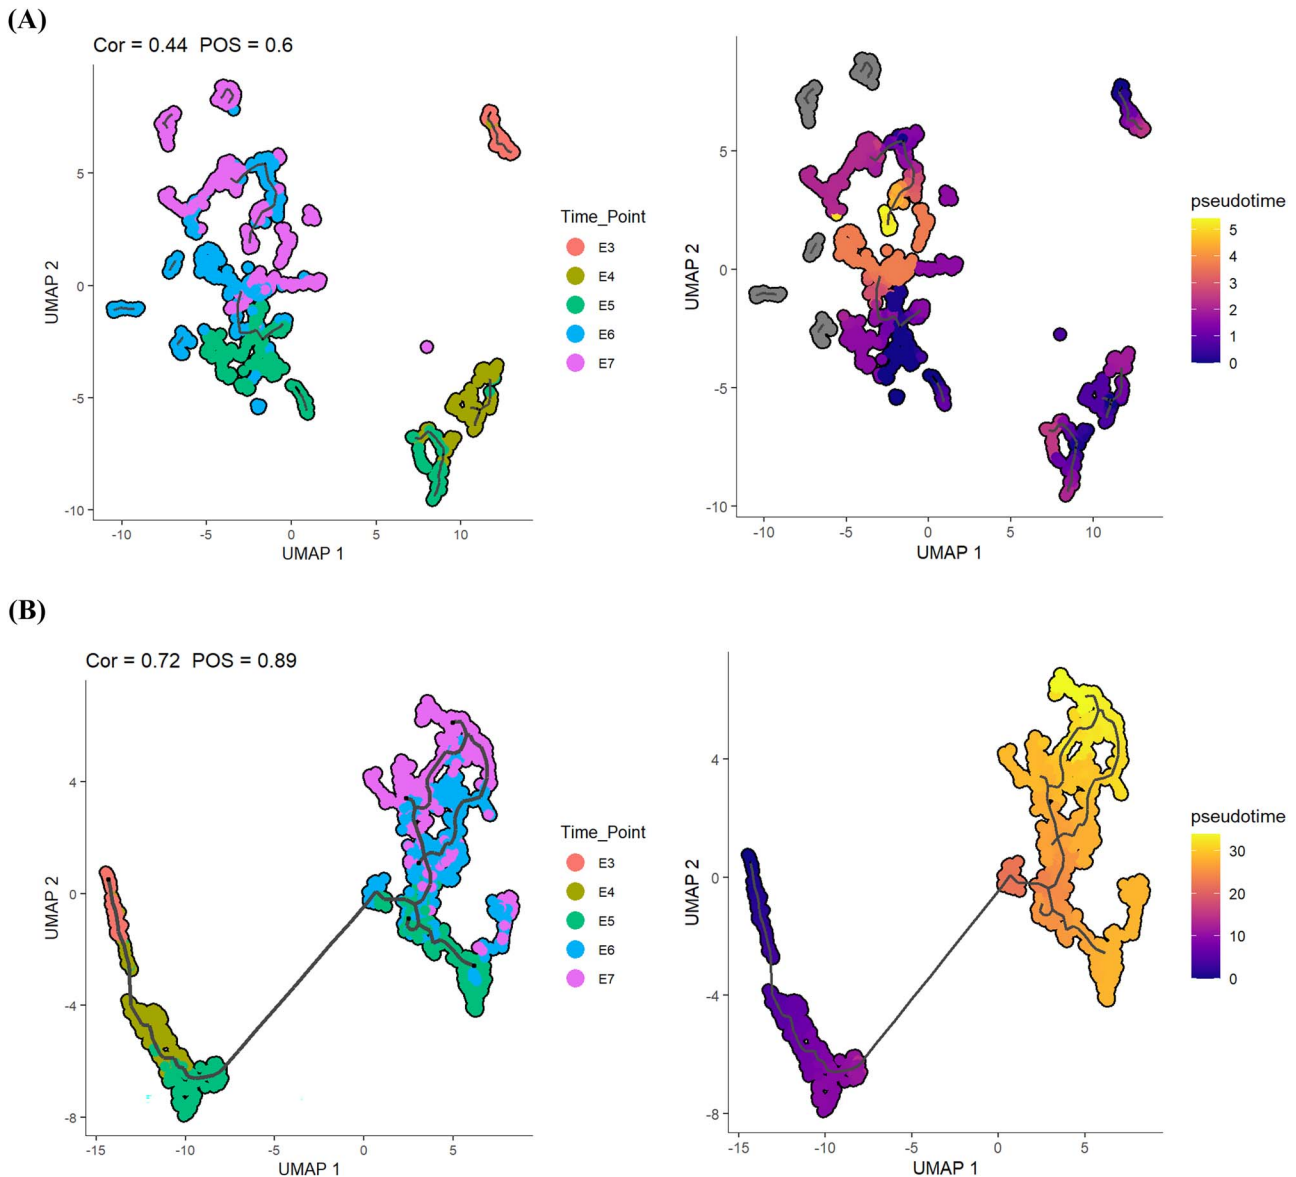 (A)
Cor = 0.44 POS = 0.6
UMAP 2
5
0
-5
-10
-10
-5
0
5
10
UMAP 1
Time_Point
E3
E4
E5
E6
E7
UMAP 2
5
0
-5
-10
-10
-5
0
5
10
UMAP 1
pseudotime
5
4
3
2
1
0
(B)
Cor = 0.72 POS = 0.89
UMAP 2
4
0
-4
-8
-15
-10
-5
0
5
UMAP 1
Time_Point
E3
E4
E5
E6
E7
UMAP 2
4
0
-4
-8
-15
-10
-5
0
5
UMAP 1
pseudotime
30
20
10
0